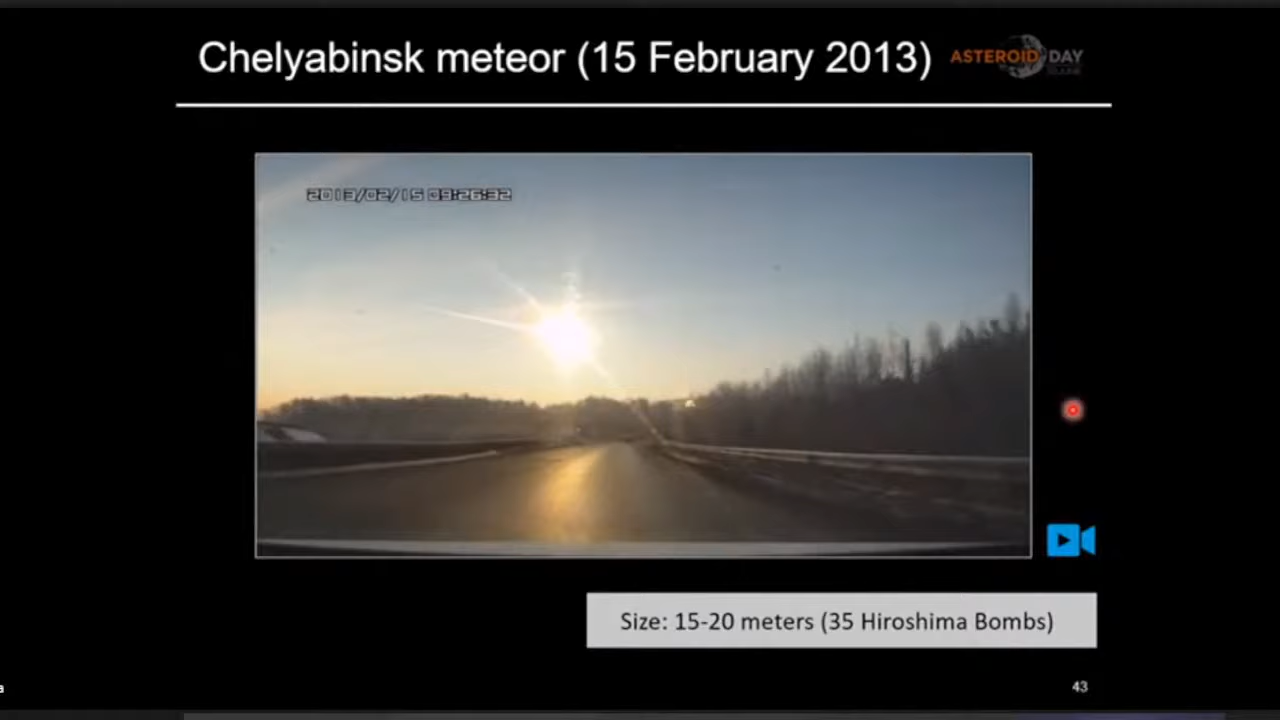 Chelyabinsk meteor (15 February 2013)
ASTEROID DAY
2013/02/15 09:26:32
Size: 15-20 meters (35 Hiroshima Bombs)
43